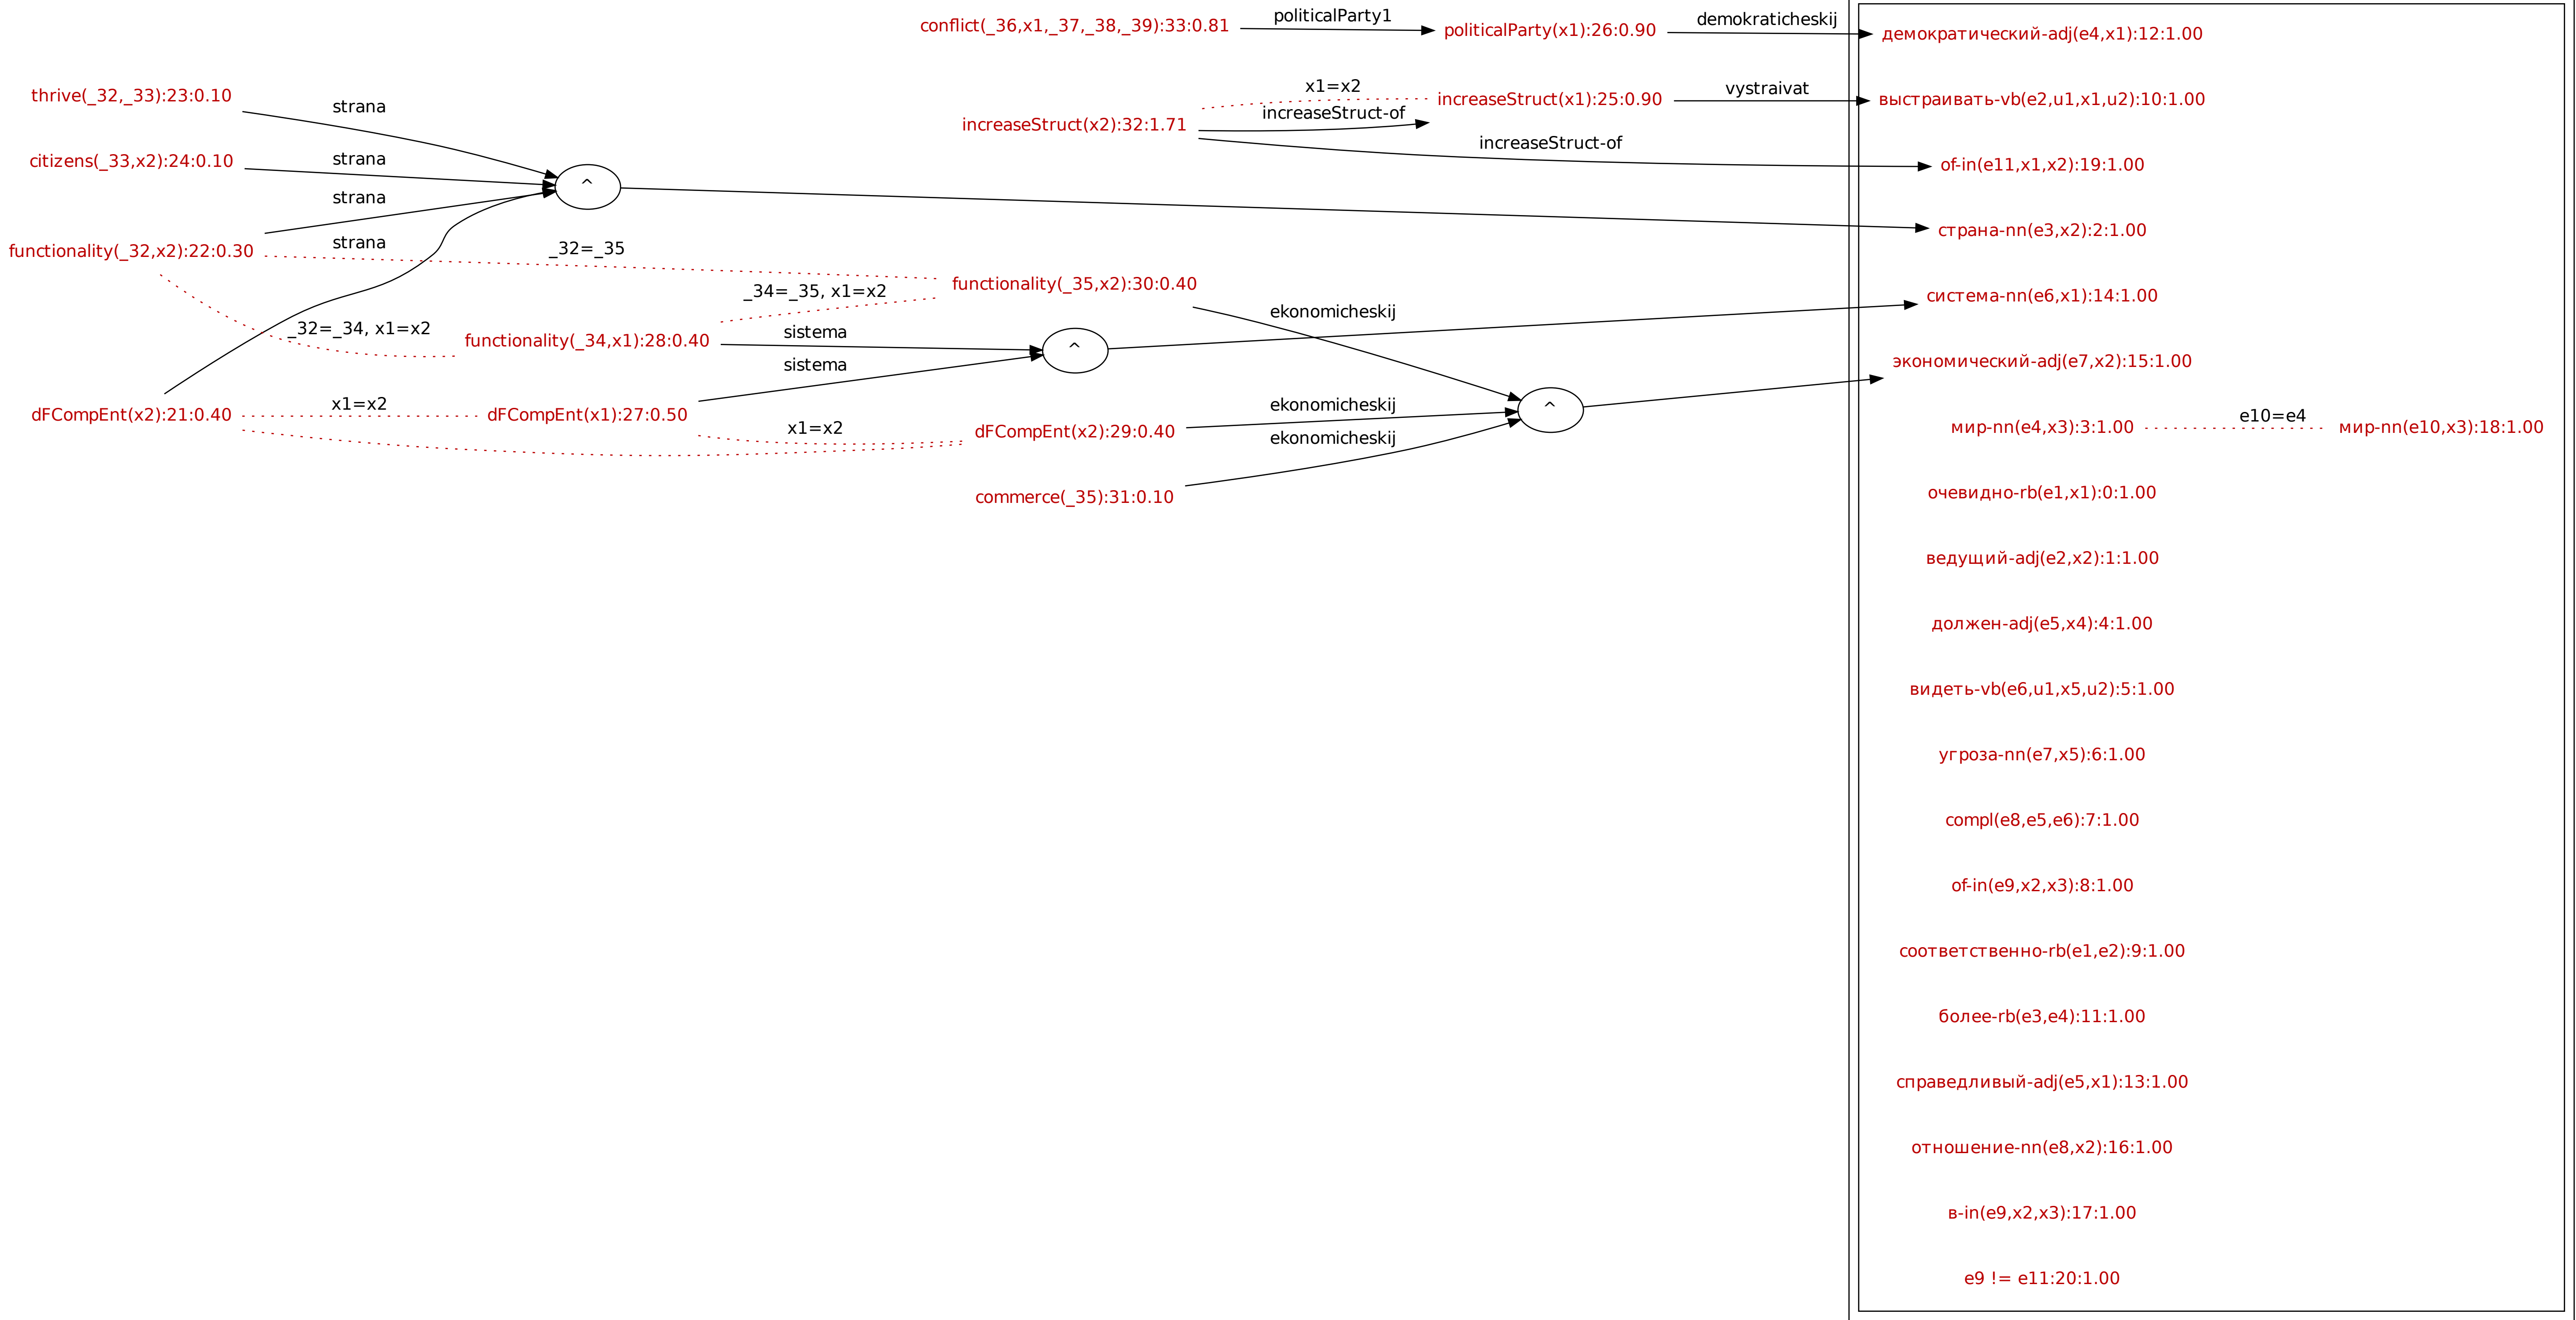 conflict(_36,x1,_37,_38,_39):33:0.81
politicalParty1
politicalParty(x1):26:0.90
demokraticheskij
демократический-adj(e4,x1):12:1.00
thrive(_32,_33):23:0.10
strana
x1=x2
increaseStruct(x1):25:0.90
vystraivat
выстраивать-vb(e2,u1,x1,u2):10:1.00
increaseStruct(x2):32:1.71
increaseStruct-of
increaseStruct-of
citizens(_33,x2):24:0.10
strana
of-in(e11,x1,x2):19:1.00
^
strana
functionality(_32,x2):22:0.30
strana
_32=_35
страна-nn(e3,x2):2:1.00
functionality(_35,x2):30:0.40
_34=_35, x1=x2
система-nn(e6,x1):14:1.00
ekonomicheskij
_32=_34, x1=x2
functionality(_34,x1):28:0.40
sistema
^
sistema
экономический-adj(e7,x2):15:1.00
dFCompEnt(x2):21:0.40
x1=x2
dFCompEnt(x1):27:0.50
x1=x2
dFCompEnt(x2):29:0.40
ekonomicheskij
^
ekonomicheskij
мир-nn(e4,x3):3:1.00
e10=e4
мир-nn(e10,x3):18:1.00
commerce(_35):31:0.10
очевидно-rb(e1,x1):0:1.00
ведущий-adj(e2,x2):1:1.00
должен-adj(e5,x4):4:1.00
видеть-vb(e6,u1,x5,u2):5:1.00
угроза-nn(e7,x5):6:1.00
compl(e8,e5,e6):7:1.00
of-in(e9,x2,x3):8:1.00
соответственно-rb(e1,e2):9:1.00
более-rb(e3,e4):11:1.00
справедливый-adj(e5,x1):13:1.00
отношение-nn(e8,x2):16:1.00
в-in(e9,x2,x3):17:1.00
e9 != e11:20:1.00